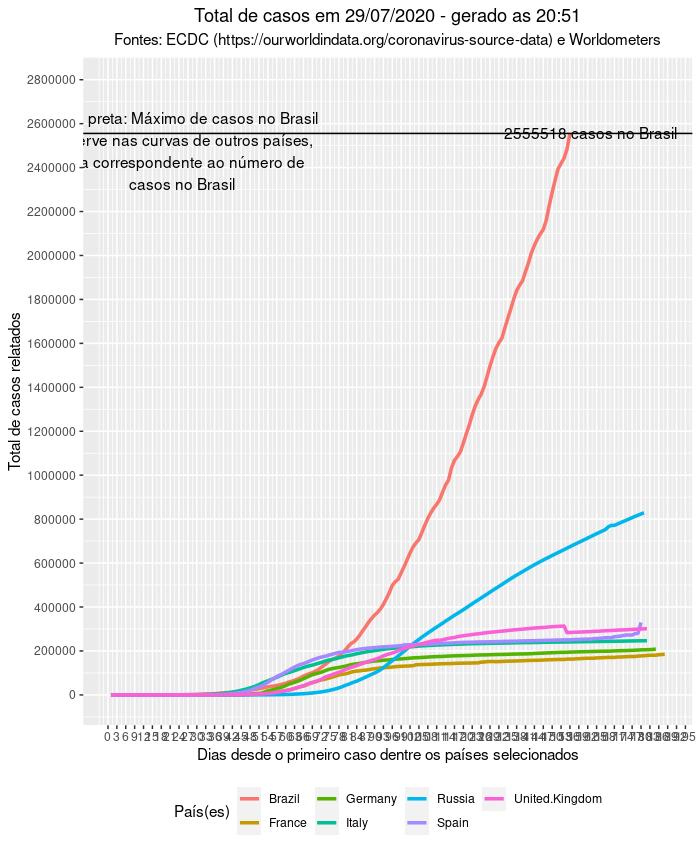 Total de casos em 29/07/2020 - gerado as 20:51
Fontes: ECDC (https://ourworldindata.org/coronavirus-source-data) e Worldometers
2800000
2600000
2400000
2200000
2000000
1800000
1600000
1400000
1200000
1000000
800000
600000
400000
200000
0
Total de casos relatados
preta: Máximo de casos no Brasil
nas curvas de outros países,
correspondente ao número de
casos no Brasil
2555518 casos no Brasil
0 3 6 9
Dias desde o primeiro caso dentre os países selecionados
País(es)
Brazil
Germany
Russia
United.Kingdom
France
Italy
Spain